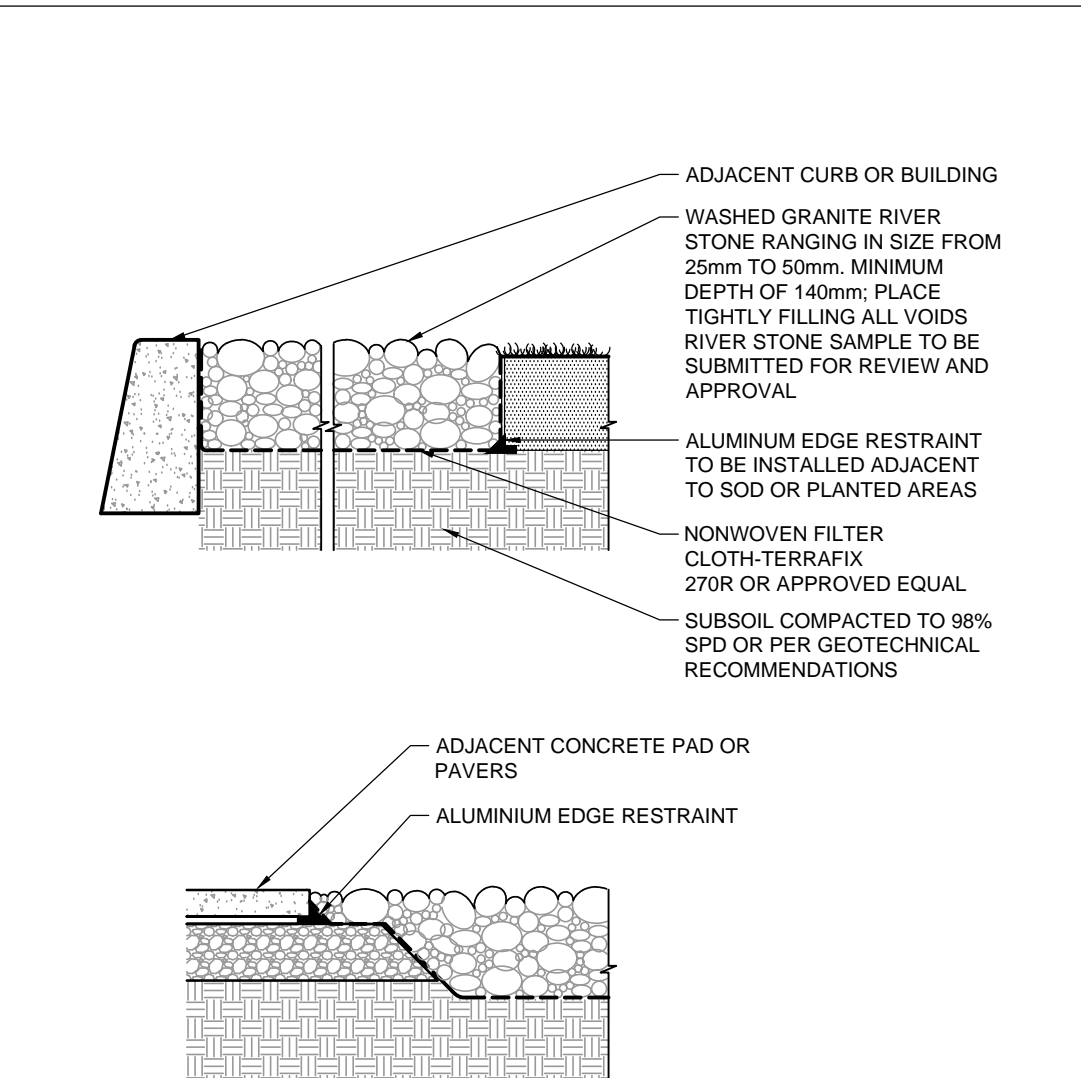 ADJACENT CURB OR BUILDING
WASHED GRANITE RIVER
STONE RANGING IN SIZE FROM
25mm TO 50mm. MINIMUM
DEPTH OF 140mm; PLACE
TIGHTLY FILLING ALL VOIDS
RIVER STONE SAMPLE TO BE
SUBMITTED FOR REVIEW AND
APPROVAL
ALUMINUM EDGE RESTRAINT
TO BE INSTALLED ADJACENT
TO SOD OR PLANTED AREAS
NONWOVEN FILTER
CLOTH-TERRAFIX
270R OR APPROVED EQUAL
SUBSOIL COMPACTED TO 98%
SPD OR PER GEOTECHNICAL
RECOMMENDATIONS
ADJACENT CONCRETE PAD OR
PAVERS
ALUMINIUM EDGE RESTRAINT